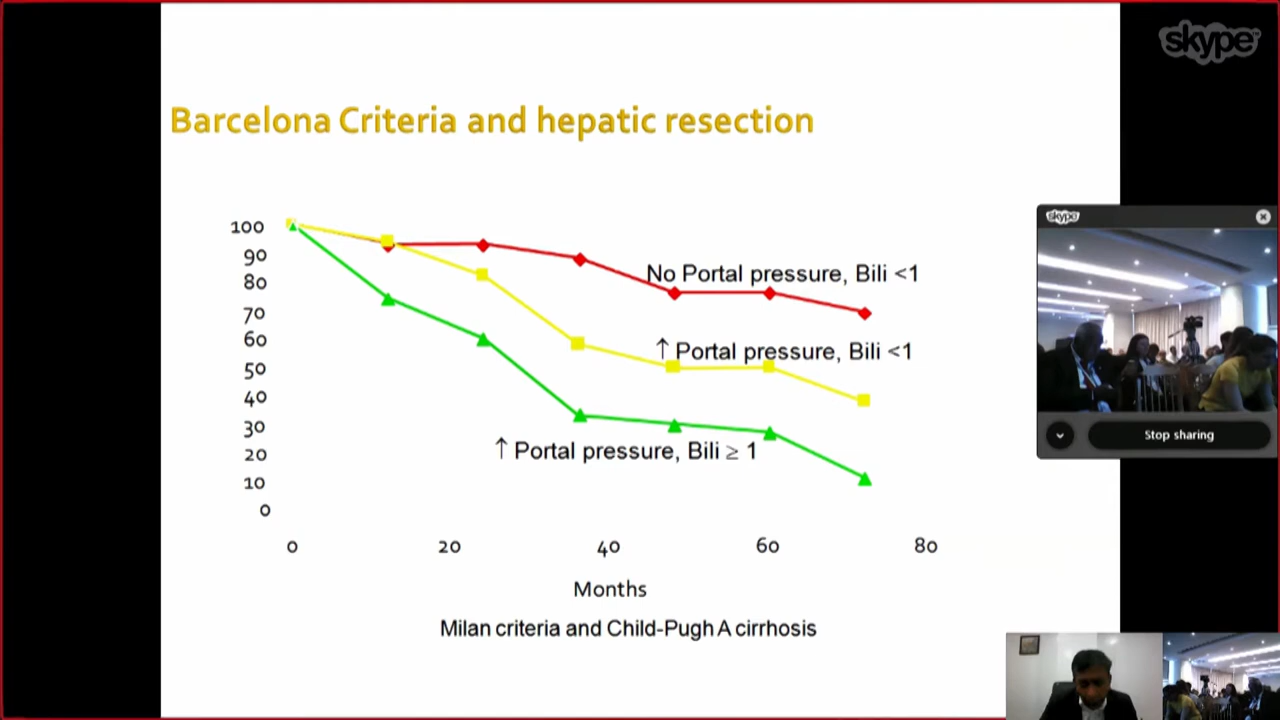 skype
Barcelona Criteria and hepatic resection
skype
100
90
80
70
60
50
40
30
20
10
0
No Portal pressure, Bili <1
↑ Portal pressure, Bili <1
↑ Portal pressure, Bili ≥ 1
Stop sharing
0 20 40 60 80
Months
Milan criteria and Child-Pugh A cirrhosis